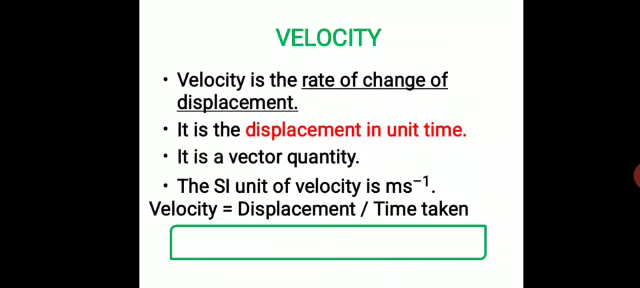 VELOCITY
• Velocity is the rate of change of
displacement.
• It is the displacement in unit time.
• It is a vector quantity.
• The SI unit of velocity is ms⁻¹.
Velocity = Displacement / Time taken